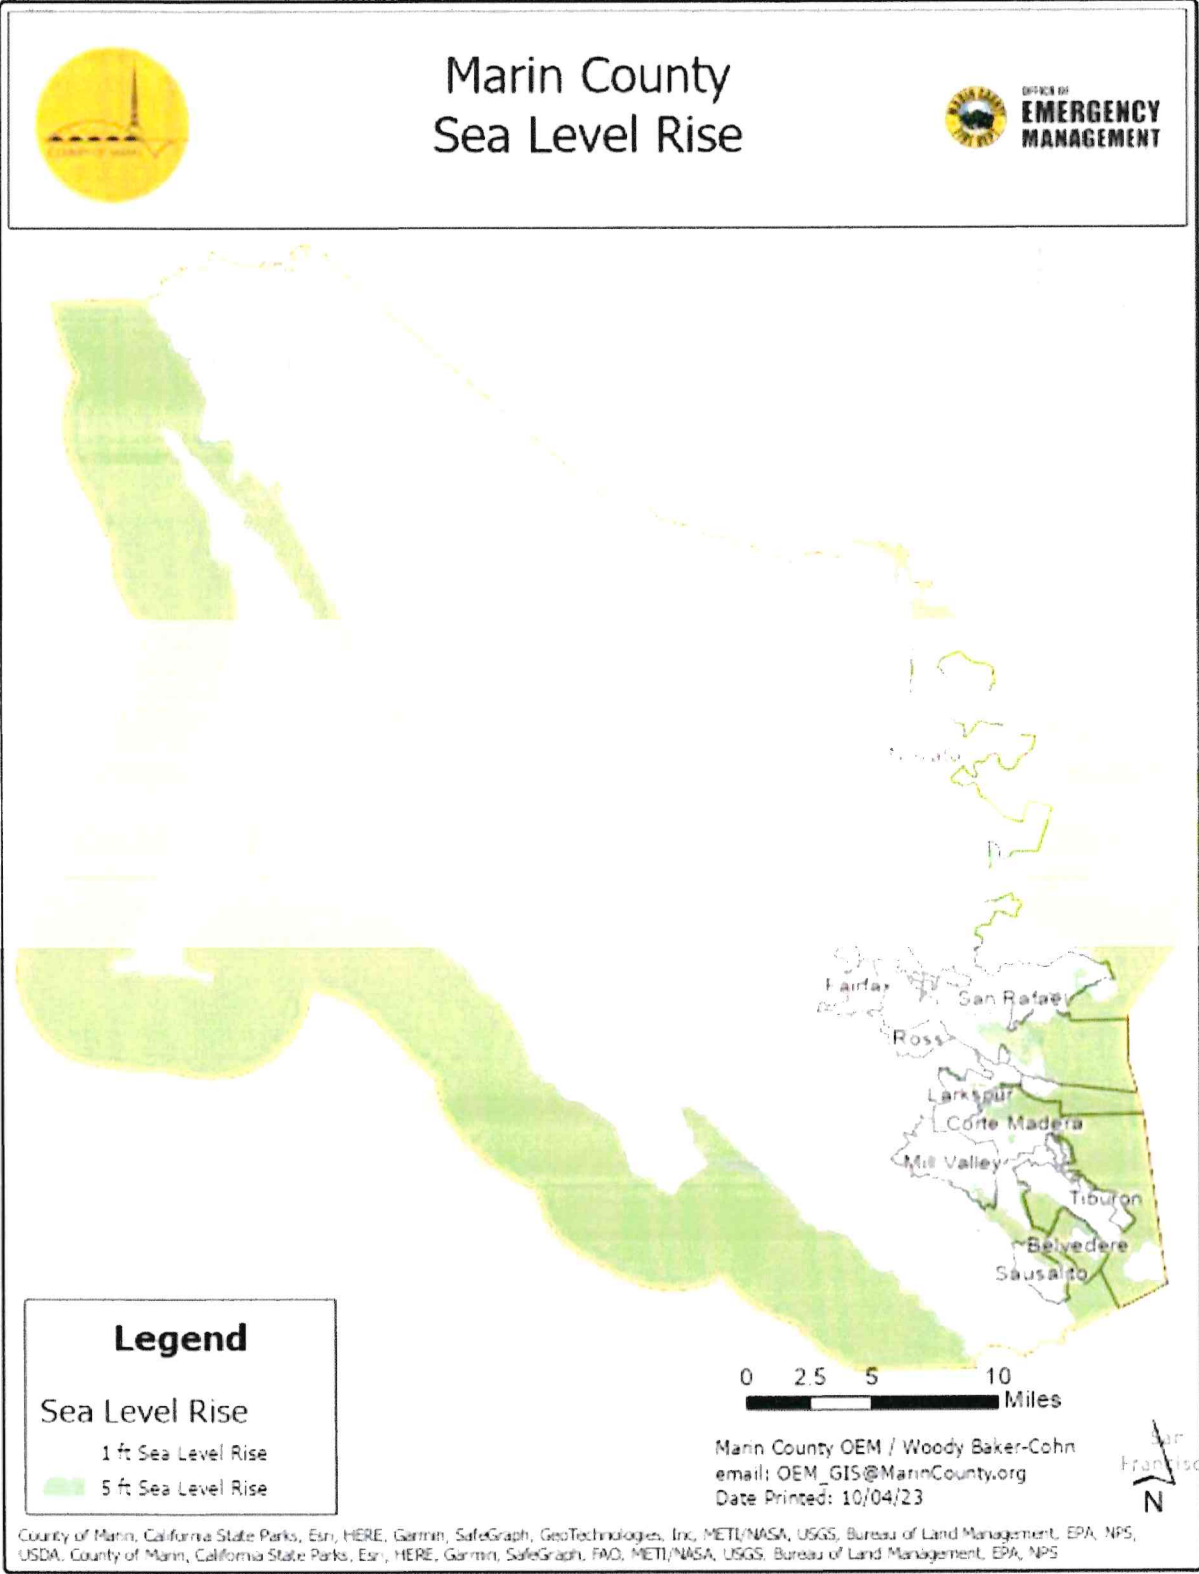 Marin County
Sea Level Rise
OFFICE OF
EMERGENCY
MANAGEMENT
Fairfax
San Rafael
Ross
Larkspur
Corte Madera
Mill Valley
Tiburon
Belvedere
Sausalito
Legend
Sea Level Rise
1 ft Sea Level Rise
5 ft Sea Level Rise
0 2.5 5 10
Miles
Marin County OEM / Woody Baker-Cohn
email: OEM_GIS@MarinCounty.org
Date Printed: 10/04/23
San
Francisc
N
County of Marin, California State Parks, Esri, HERE, Garmin, SafeGraph, GeoTechnologies, Inc, METI/NASA, USGS, Bureau of Land Management, EPA, NPS,
USDA, County of Marin, California State Parks, Esri, HERE, Garmin, SafeGraph, FAO, METI/NASA, USGS, Bureau of Land Management, EPA, NPS